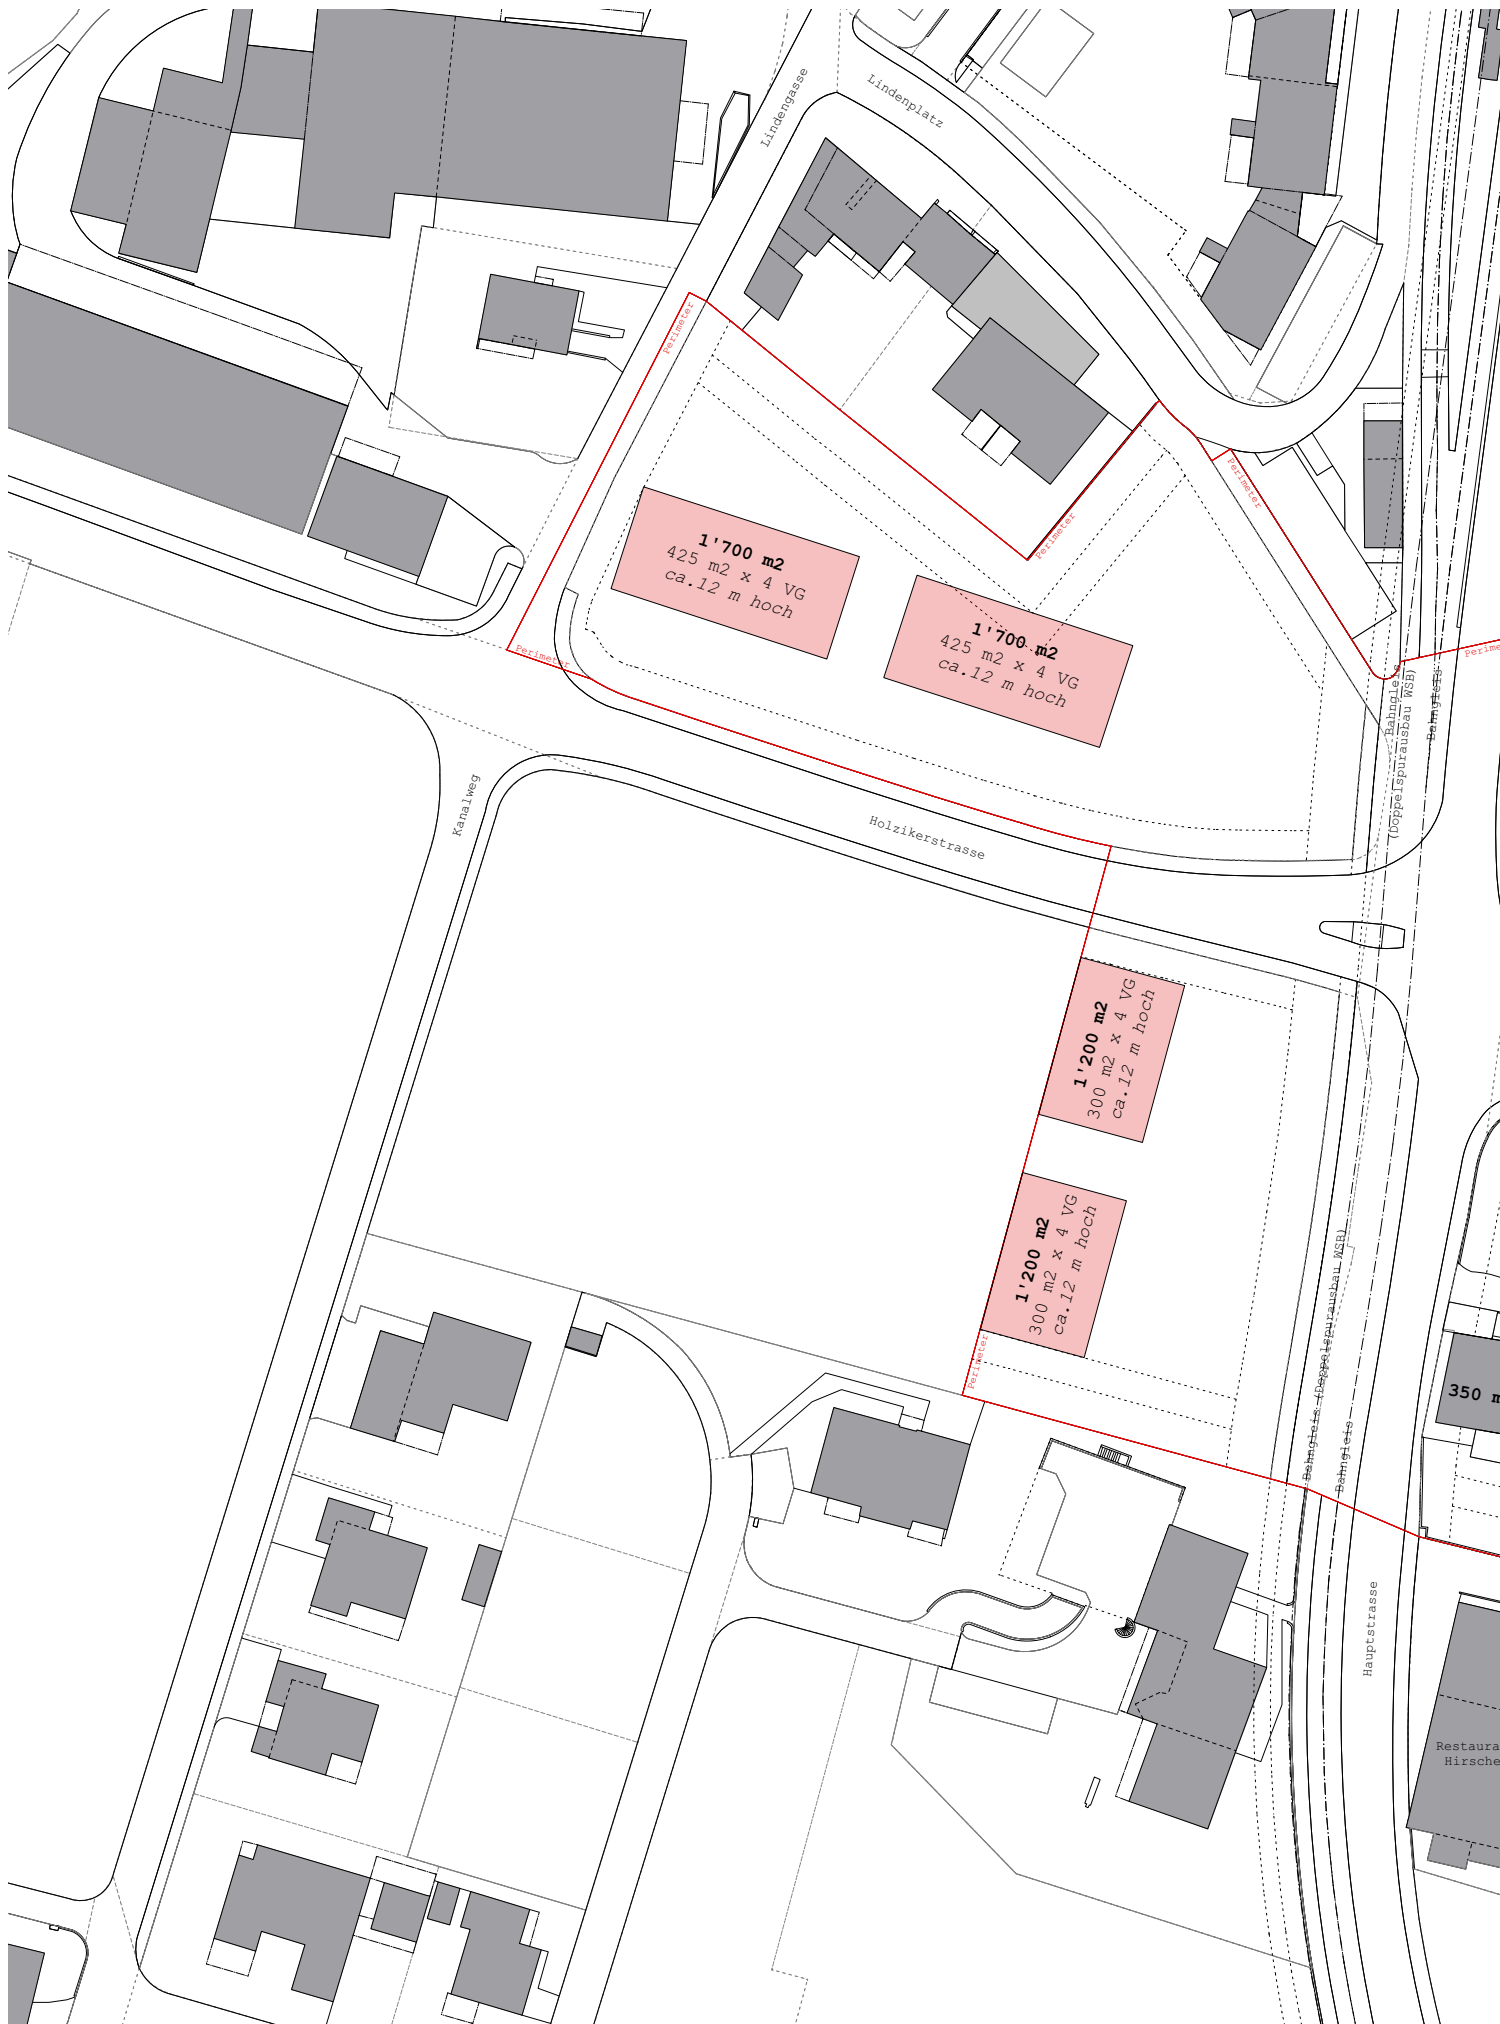 Lindengasse
Lindenplatz
Perimeter
Perimeter
Perimeter
1'700 m2
425 m2 x 4 VG
ca.12 m hoch
1'700 m2
425 m2 x 4 VG
ca.12 m hoch
Perimeter
Perime
Bahngleis
(Doppelspurausbau WSB)
Bahngleis
Kanalweg
Holzikerstrasse
1'200 m2
300 m2 x 4 VG
ca.12 m hoch
1'200 m2
300 m2 x 4 VG
ca.12 m hoch
Perimeter
Bahngleis (Doppelspurausbau WSB)
Bahngleis
350 m
Hauptstrasse
Restaura
Hirsche